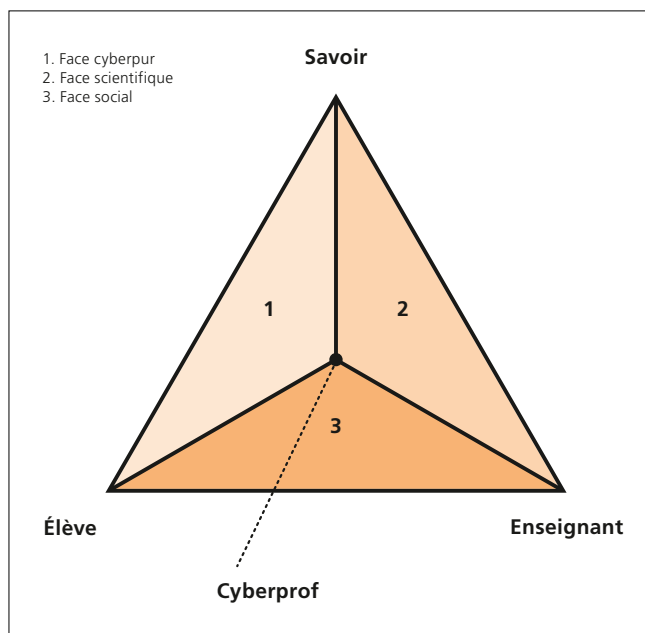 1. Face cyberpur
2. Face scientifique
3. Face social
Savoir
1
2
3
Élève
Enseignant
Cyberprof